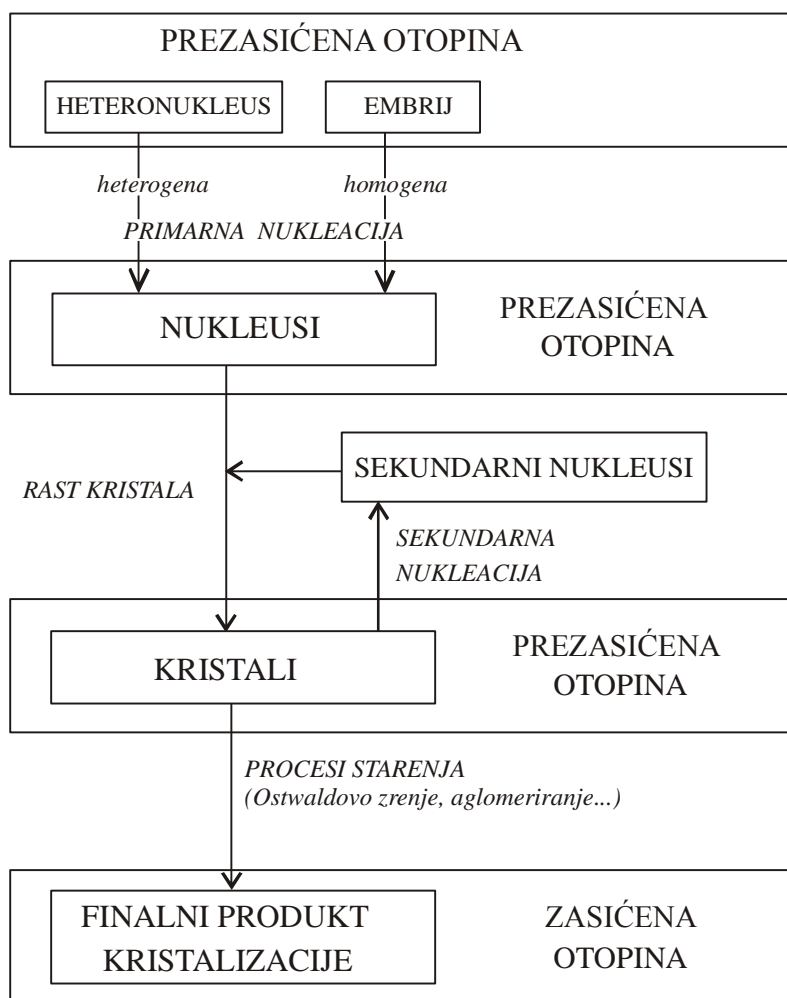 PREZASIĆENA OTOPINA
HETERONUKLEUS
EMBRIJ
heterogena
homogena
PRIMARNA NUKLEACIJA
NUKLEUSI
PREZASIĆENA
OTOPINA
SEKUNDARNI NUKLEUSI
RAST KRISTALA
SEKUNDARNA
NUKLEACIJA
KRISTALI
PREZASIĆENA
OTOPINA
PROCESI STARENJA
(Ostwaldovo zrenje, aglomeriranje...)
FINALNI PRODUKT
KRISTALIZACIJE
ZASIĆENA
OTOPINA